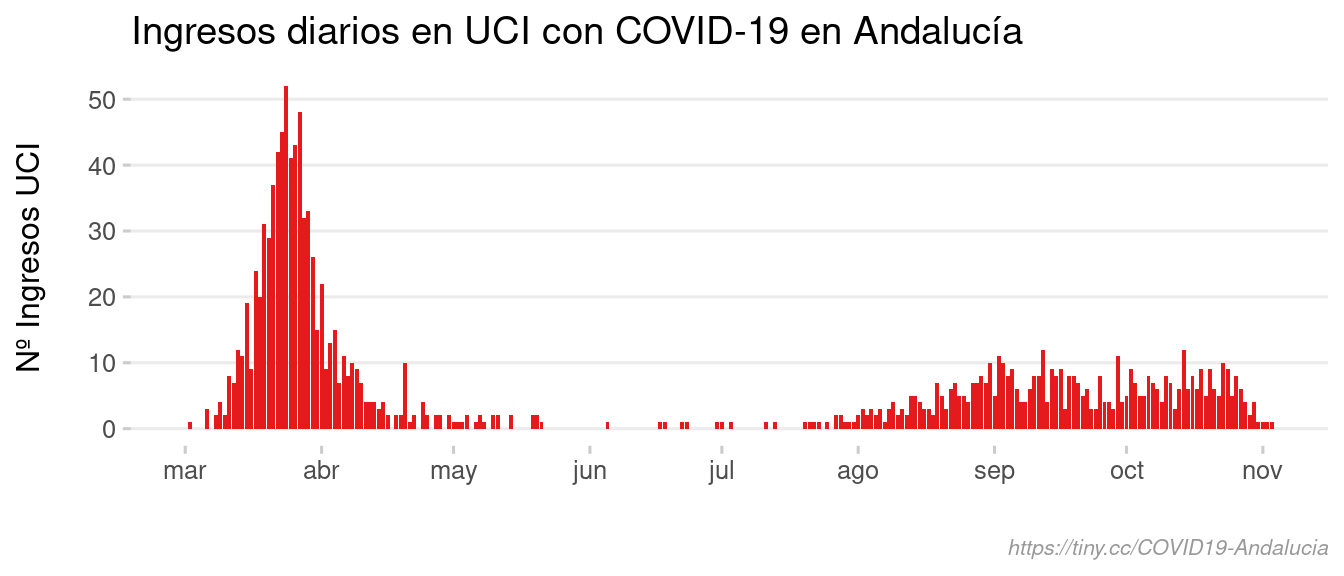 Ingresos diarios en UCI con COVID-19 en Andalucía
Nº Ingresos UCI
50
40
30
20
10
0
mar abr may jun jul ago sep oct nov
https://tiny.cc/COVID19-Andalucia